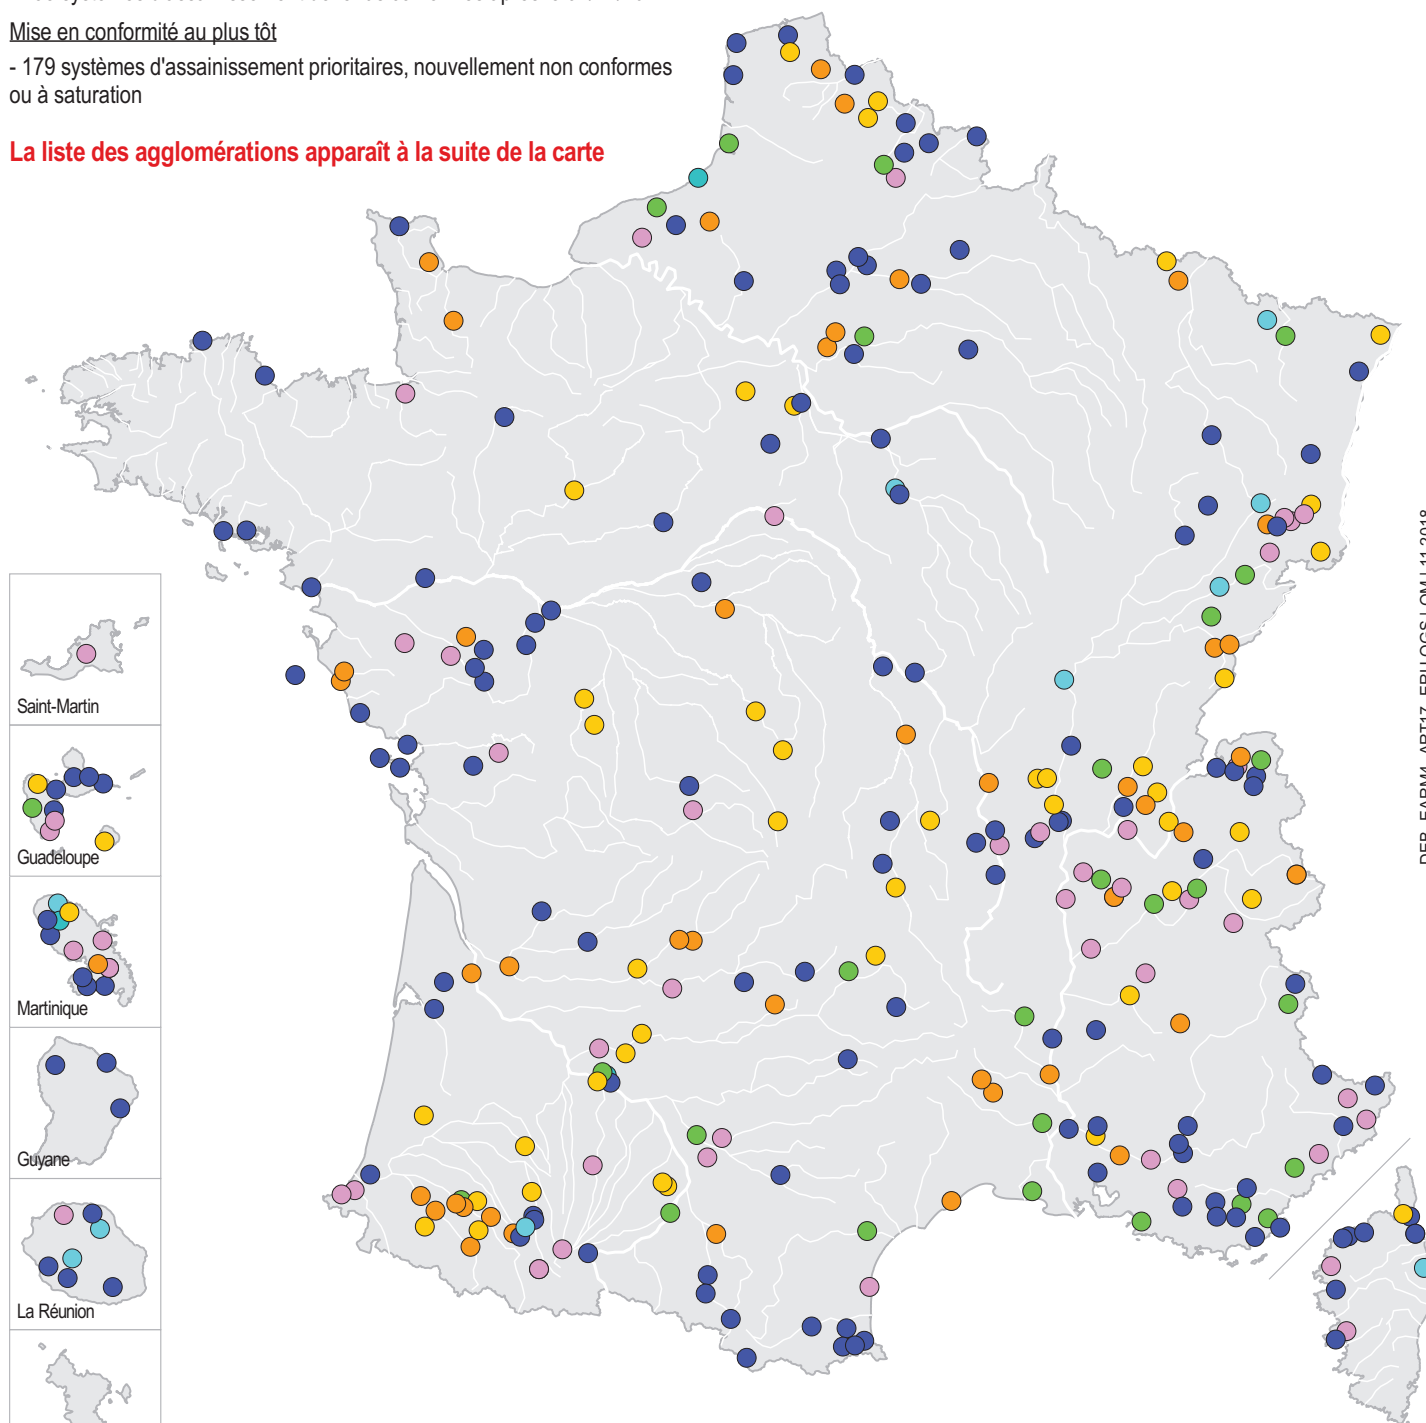 Mise en conformité au plus tôt
- 179 systèmes d'assainissement prioritaires, nouvellement non conformes
ou à saturation
La liste des agglomérations apparaît à la suite de la carte
Saint-Martin
Guadeloupe
Martinique
Guyane
La Réunion